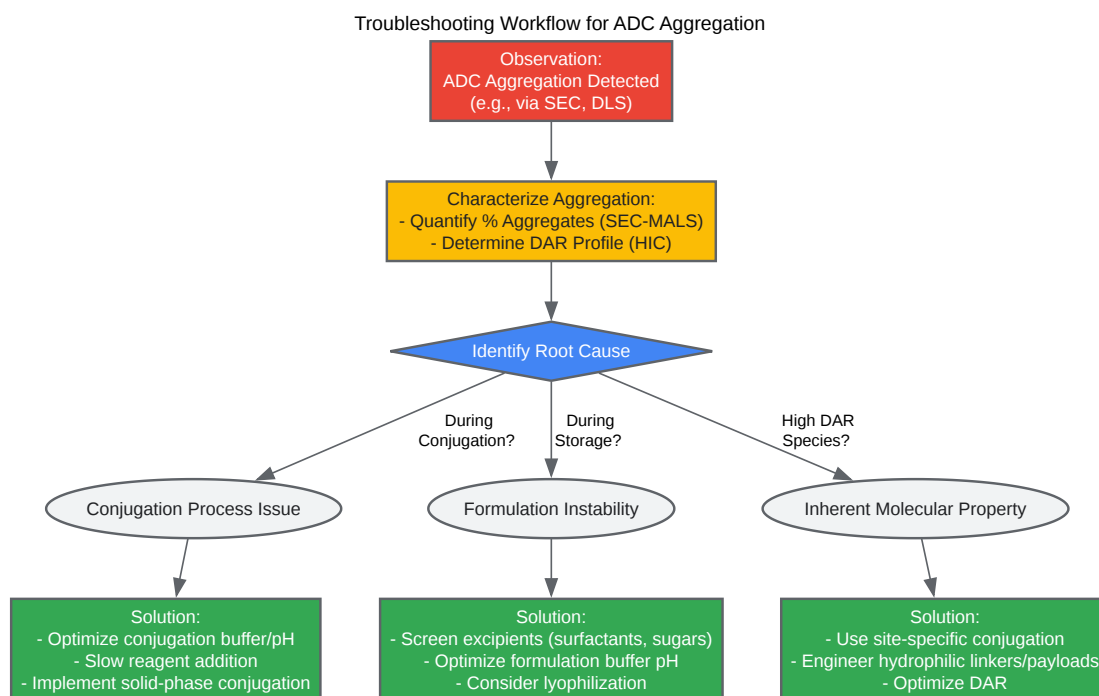 Troubleshooting Workflow for ADC Aggregation
Observation:
ADC Aggregation Detected
(e.g., via SEC, DLS)
Characterize Aggregation:
- Quantify % Aggregates (SEC-MALS)
- Determine DAR Profile (HIC)
Identify Root Cause
During
Conjugation?
During
Storage?
High DAR
Species?
Conjugation Process Issue
Formulation Instability
Inherent Molecular Property
Solution:
- Optimize conjugation buffer/pH
- Slow reagent addition
- Implement solid-phase conjugation
Solution:
- Screen excipients (surfactants, sugars)
- Optimize formulation buffer pH
- Consider lyophilization
Solution:
- Use site-specific conjugation
- Engineer hydrophilic linkers/payloads
- Optimize DAR